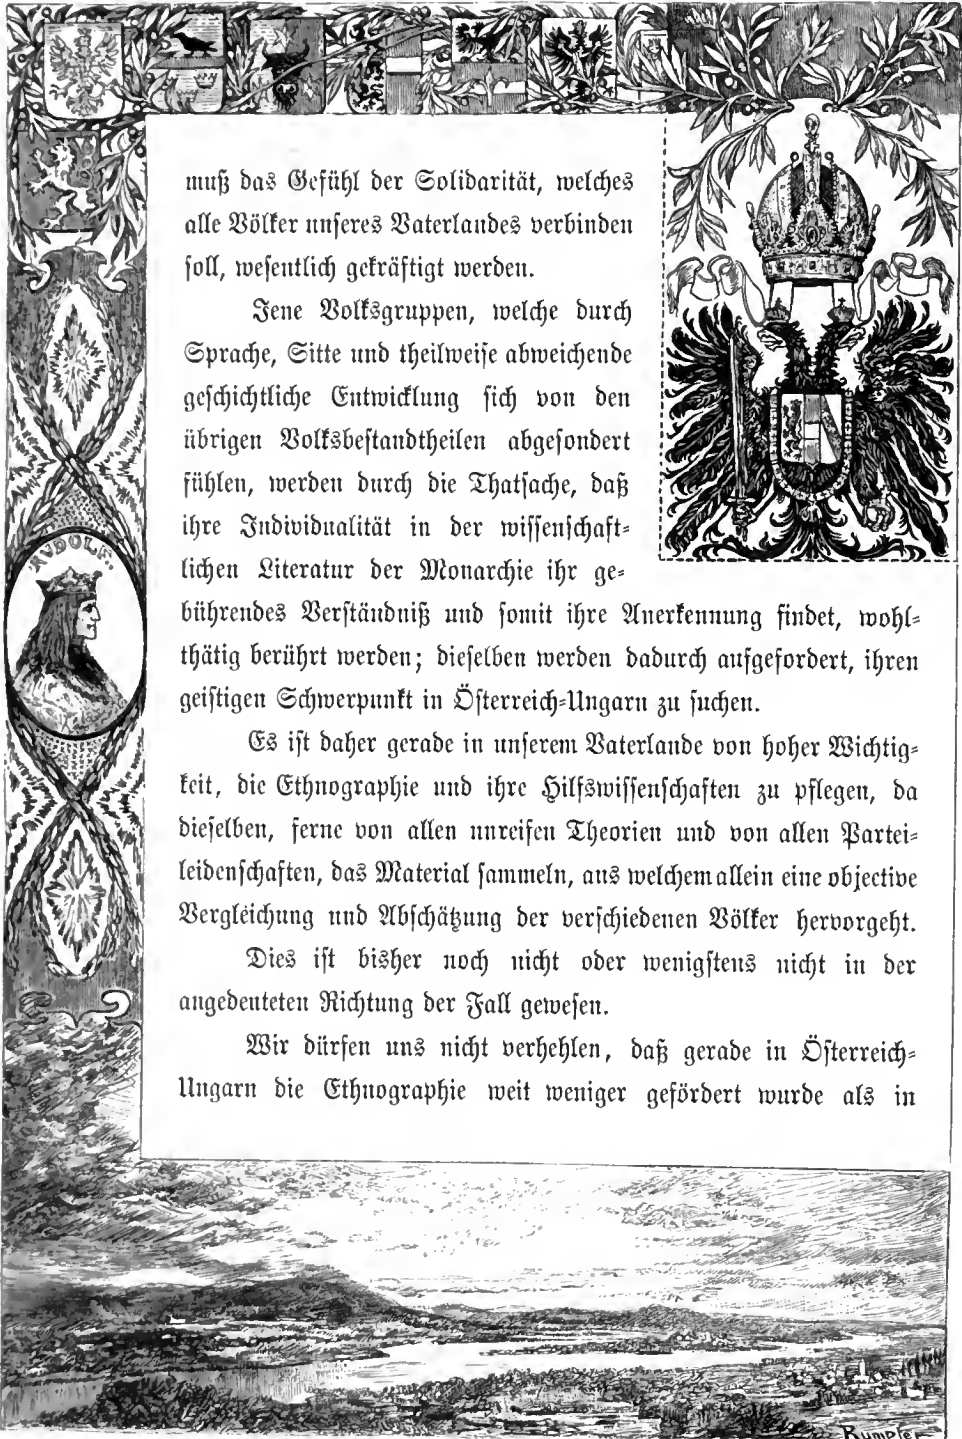 muß das Gefühl der Solidarität, welches
alle Völker unseres Vaterlandes verbinden
soll, wesentlich gekräftigt werden.
Jene Volksgruppen, welche durch
Sprache, Sitte und theilweise abweichende
geschichtliche Entwicklung sich von den
übrigen Volksbestandtheilen abgesondert
fühlen, werden durch die Thatsache, daß
ihre Individualität in der wissenschaft-
lichen Literatur der Monarchie ihr ge-
bührendes Verständniß und somit ihre Anerkennung findet, wohl-
thätig berührt werden; dieselben werden dadurch aufgefordert, ihren
geistigen Schwerpunkt in Österreich-Ungarn zu suchen.
Es ist daher gerade in unserem Vaterlande von hoher Wichtig-
keit, die Ethnographie und ihre Hilfswissenschaften zu pflegen, da
dieselben, ferne von allen unreifen Theorien und von allen Partei-
leidenschaften, das Material sammeln, aus welchem allein eine objective
Vergleichung und Abschätzung der verschiedenen Völker hervorgeht.
Dies ist bisher noch nicht oder wenigstens nicht in der
angedeuteten Richtung der Fall gewesen.
Wir dürfen uns nicht verhehlen, daß gerade in Österreich-
Ungarn die Ethnographie weit weniger gefördert wurde als in
RUDOLF.
Rumpler